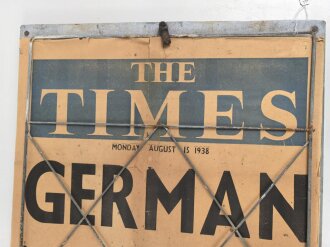 THE
TIMES
MONDAY AUGUST 15 1938
GERMAN